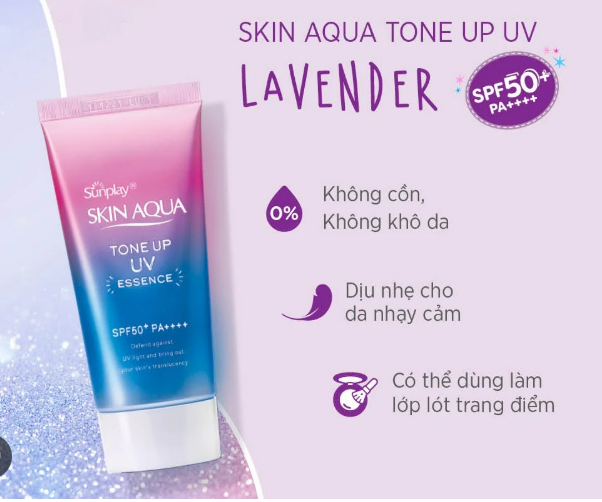 SKIN AQUA TONE UP UV
LAVENDER
SPF50+
PA++++
Sunplay®
SKIN AQUA
TONE UP
UV
ESSENCE
SPF50+ PA++++
Defend against
UV light and bring out
your skin's translucency
0%
Không cồn,
Không khô da
Dịu nhẹ cho
da nhạy cảm
Có thể dùng làm
lớp lót trang điểm